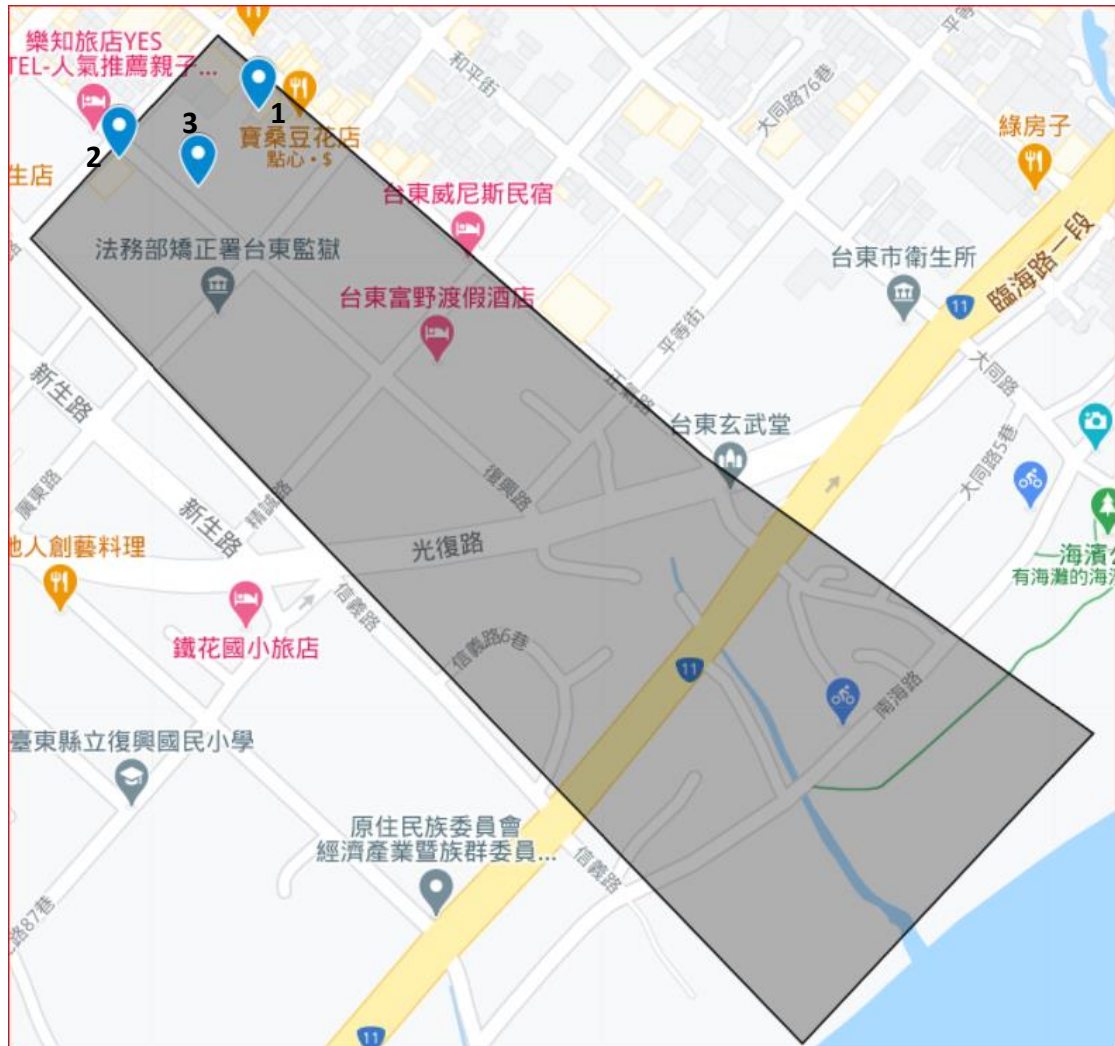 樂知旅店YES
TEL-人氣推薦親子...
和平街
大同路76巷
平等
1
寶桑豆花店
點心・$
3
2
生店
綠房子
台東威尼斯民宿
法務部矯正署台東監獄
台東市衛生所
臨海路一段
11
台東富野渡假酒店
平等街
正氣路
大同路
新生路
台東玄武堂
大同路5巷
復興路
廣東路
精誠路
新生路
光復路
地人創藝料理
海濱公
有海灘的海濱
信義路
鐵花國小旅店
信義路6巷
11
南海路
臺東縣立復興國民小學
原住民族委員會
經濟產業暨族群委員...
信義路
路87巷
11